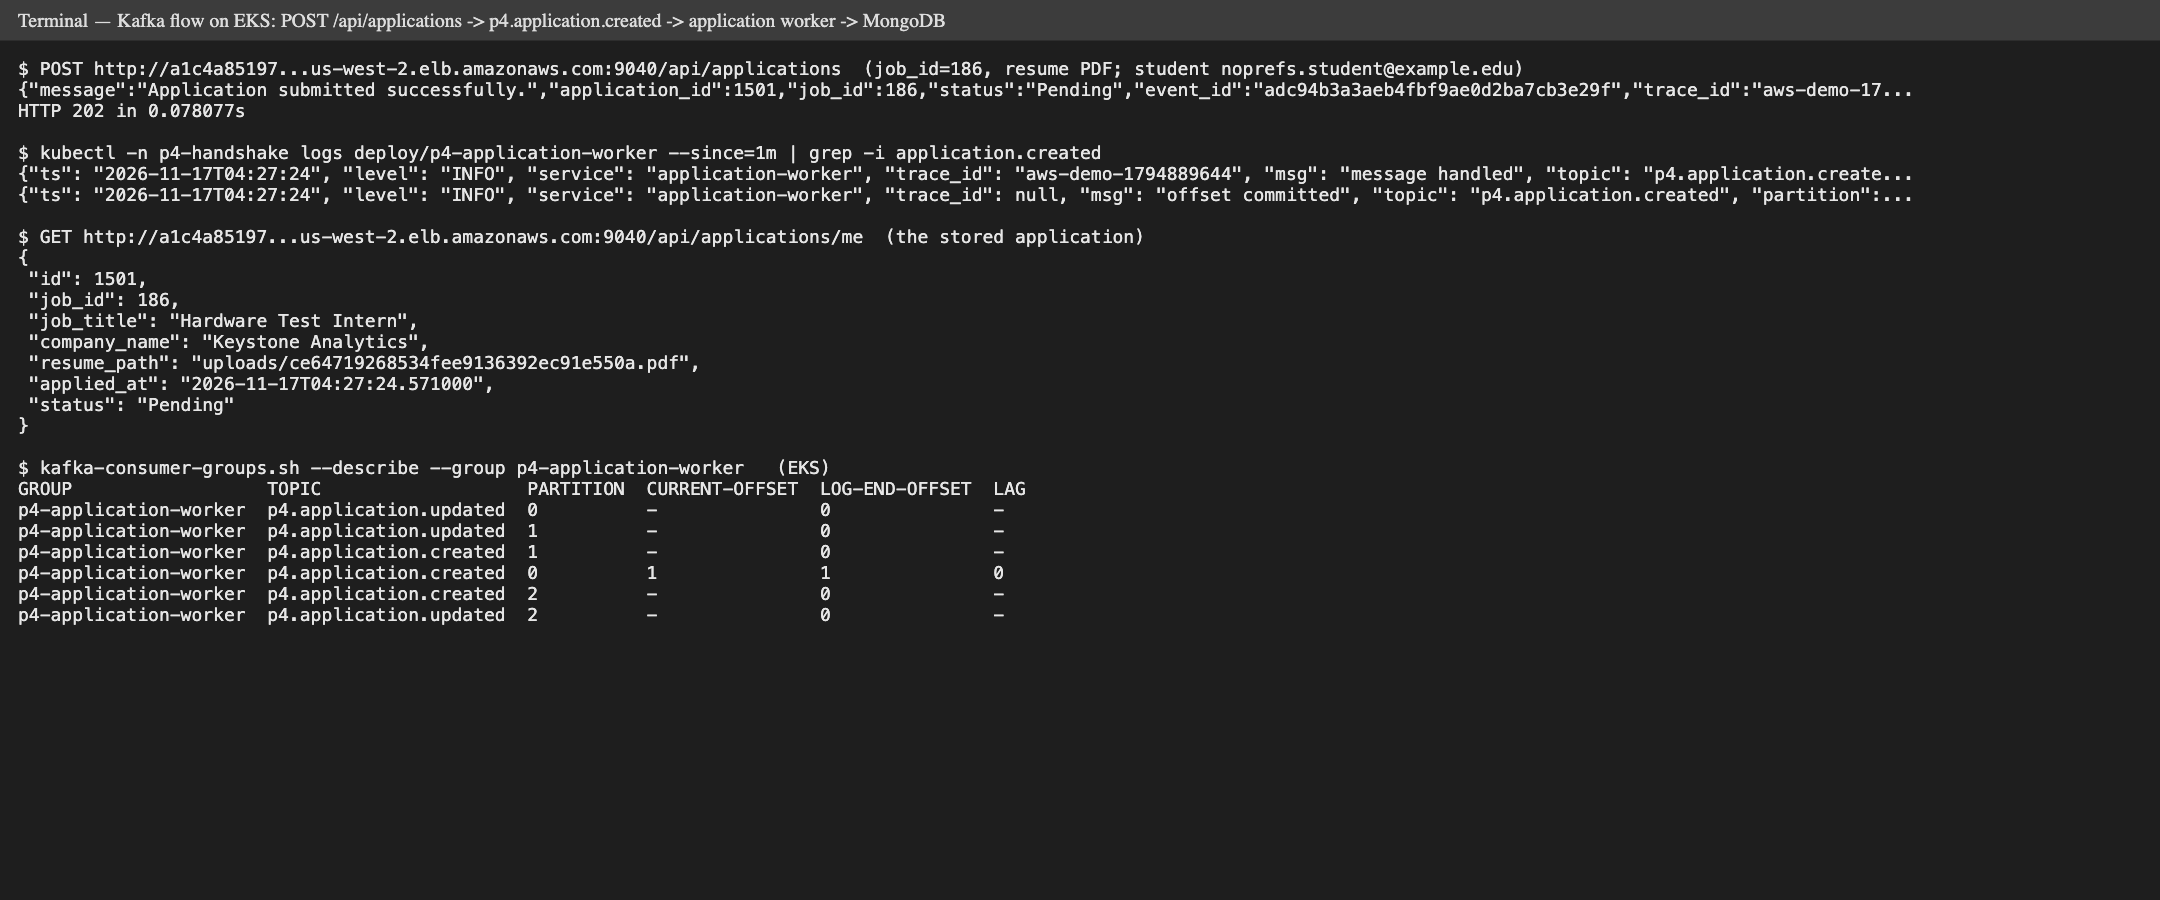 Terminal — Kafka flow on EKS: POST /api/applications -> p4.application.created -> application worker -> MongoDB
$ POST http://a1c4a85197...us-west-2.elb.amazonaws.com:9040/api/applications  (job_id=186, resume PDF; student noprefs.student@example.edu)
{"message":"Application submitted successfully.","application_id":1501,"job_id":186,"status":"Pending","event_id":"adc94b3a3aeb4fbf9ae0d2ba7cb3e29f","trace_id":"aws-demo-17...
HTTP 202 in 0.078077s
$ kubectl -n p4-handshake logs deploy/p4-application-worker --since=1m | grep -i application.created
{"ts": "2026-11-17T04:27:24", "level": "INFO", "service": "application-worker", "trace_id": "aws-demo-1794889644", "msg": "message handled", "topic": "p4.application.create...
{"ts": "2026-11-17T04:27:24", "level": "INFO", "service": "application-worker", "trace_id": null, "msg": "offset committed", "topic": "p4.application.created", "partition":...
$ GET http://a1c4a85197...us-west-2.elb.amazonaws.com:9040/api/applications/me  (the stored application)
{
 "id": 1501,
 "job_id": 186,
 "job_title": "Hardware Test Intern",
 "company_name": "Keystone Analytics",
 "resume_path": "uploads/ce64719268534fee9136392ec91e550a.pdf",
 "applied_at": "2026-11-17T04:27:24.571000",
 "status": "Pending"
}
$ kafka-consumer-groups.sh --describe --group p4-application-worker   (EKS)
GROUP                  TOPIC                   PARTITION  CURRENT-OFFSET  LOG-END-OFFSET  LAG
p4-application-worker  p4.application.updated  0          -               0               -
p4-application-worker  p4.application.updated  1          -               0               -
p4-application-worker  p4.application.created  1          -               0               -
p4-application-worker  p4.application.created  0          1               1               0
p4-application-worker  p4.application.created  2          -               0               -
p4-application-worker  p4.application.updated  2          -               0               -